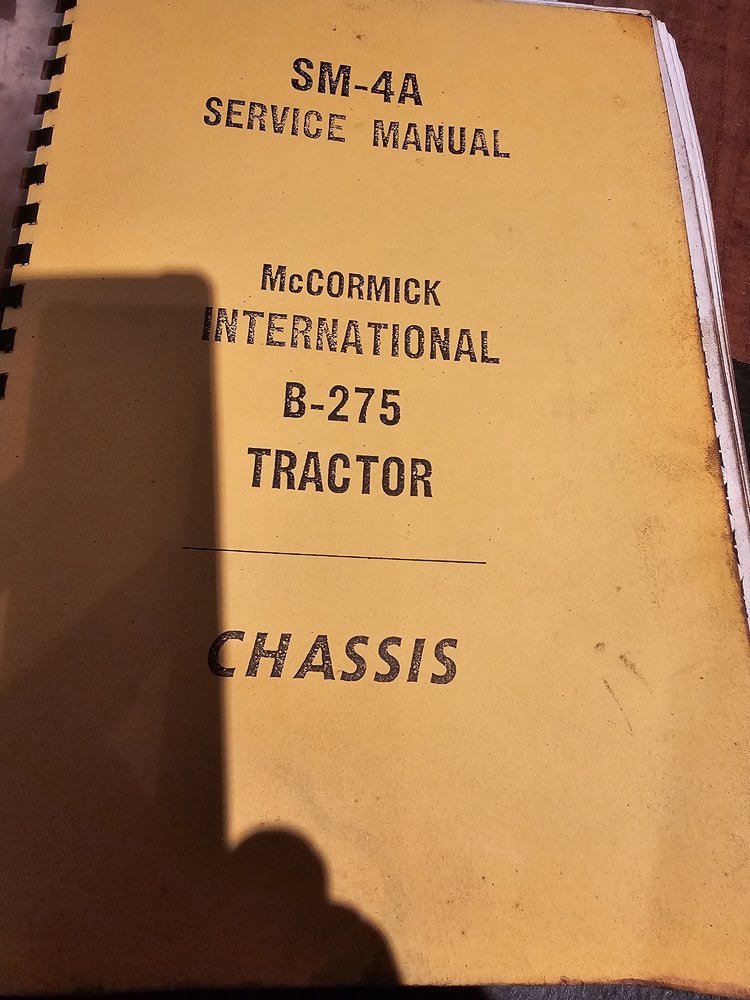 SM-4A
SERVICE MANUAL
McCORMICK
INTERNATIONAL
B-275
TRACTOR
CHASSIS